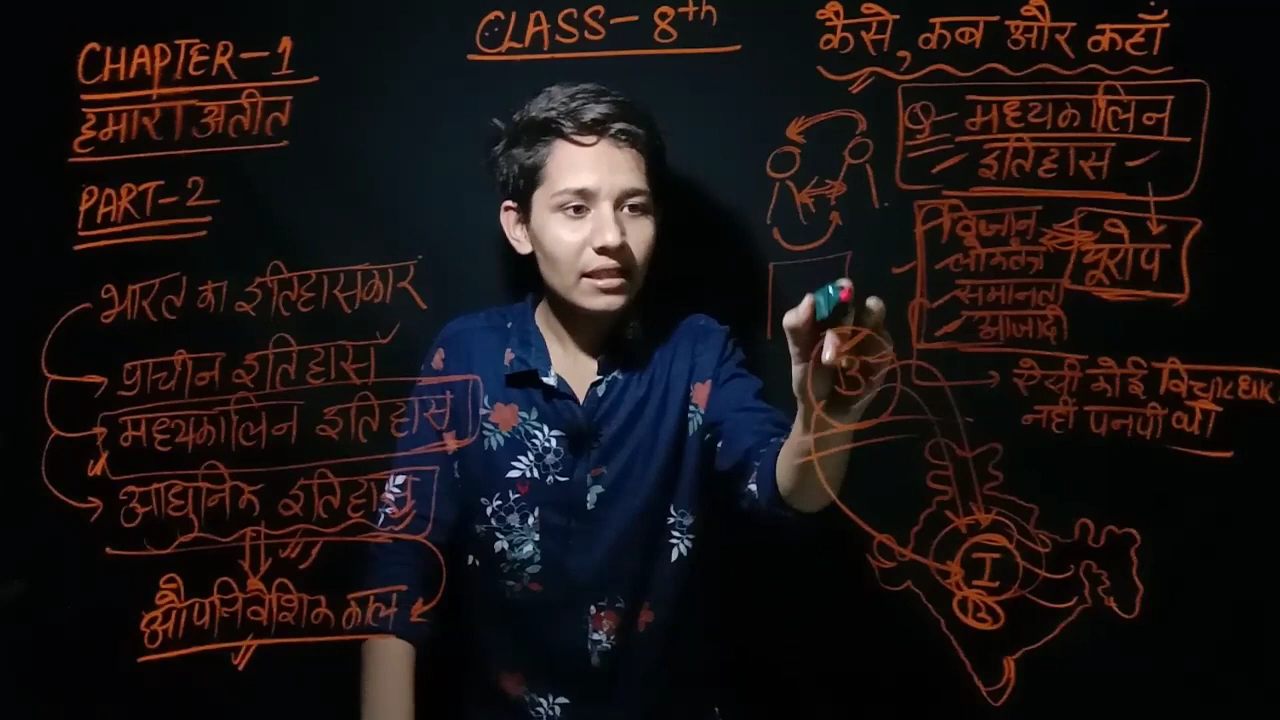 CLASS-8th
CHAPTER-1
हमारा अतीत
PART-2
भारत का इतिहासकार
प्राचीन इतिहास
मध्यकालिन इतिहास
आधुनिक इतिहास
औपनिवेशिक काल
कैसे, कब और कहाँ
Q- मध्यकालिन
इतिहास
विज्ञान
लोकतंत्र
यूरोप
समानता
आजादी
ऐसी कोई विचारधारा
नहीं पनपी थी
I
B